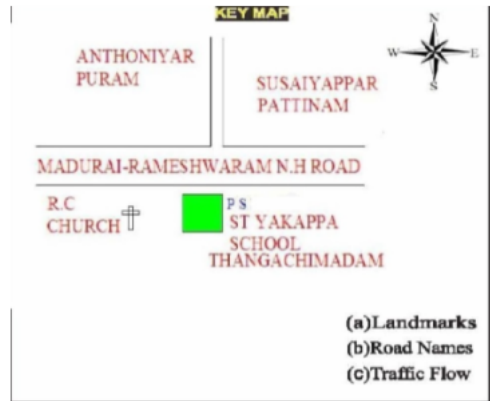 KEY MAP
N
ANTHONIYAR
PURAM
W
E
SUSAIYAPPAR
PATTINAM
S
MADURAI-RAMESHWARAM N.H ROAD
R.C
CHURCH
P S
ST YAKAPPA
SCHOOL
THANGACHIMADAM
(a)Landmarks
(b)Road Names
(c)Traffic Flow